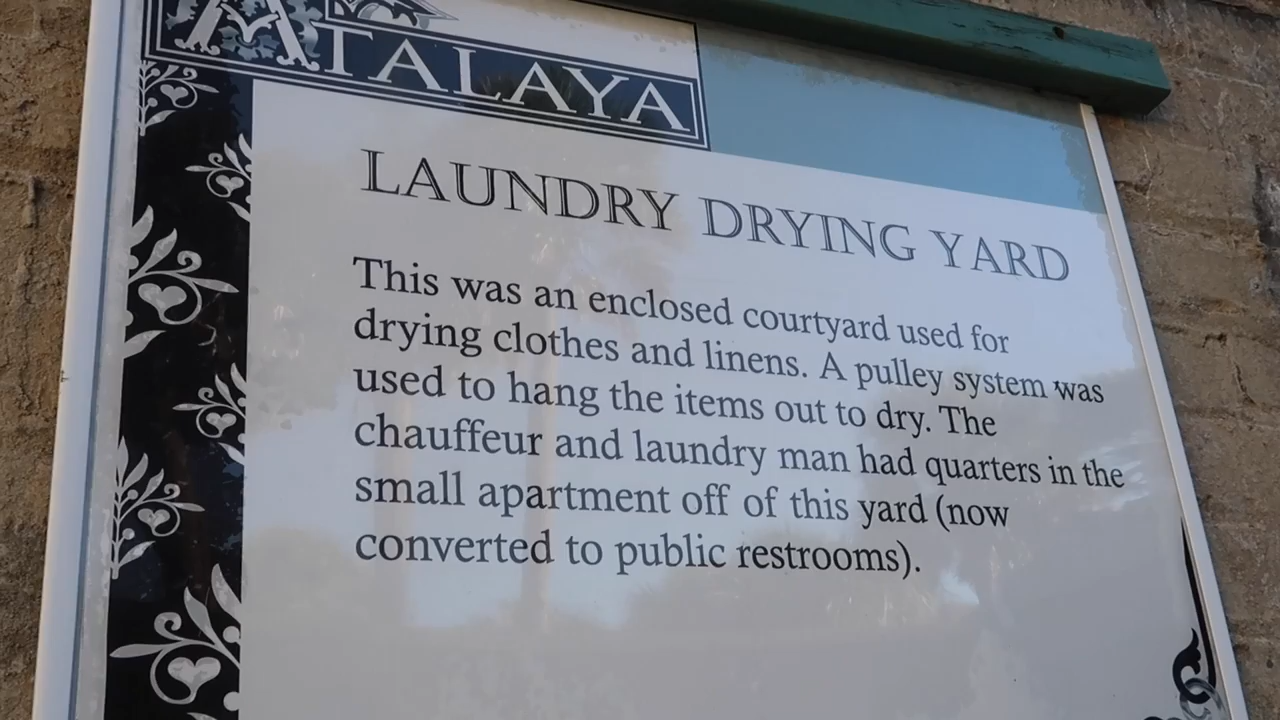 ATALAYA
LAUNDRY DRYING YARD
This was an enclosed courtyard used for
drying clothes and linens. A pulley system was
used to hang the items out to dry. The
chauffeur and laundry man had quarters in the
small apartment off of this yard (now
converted to public restrooms).